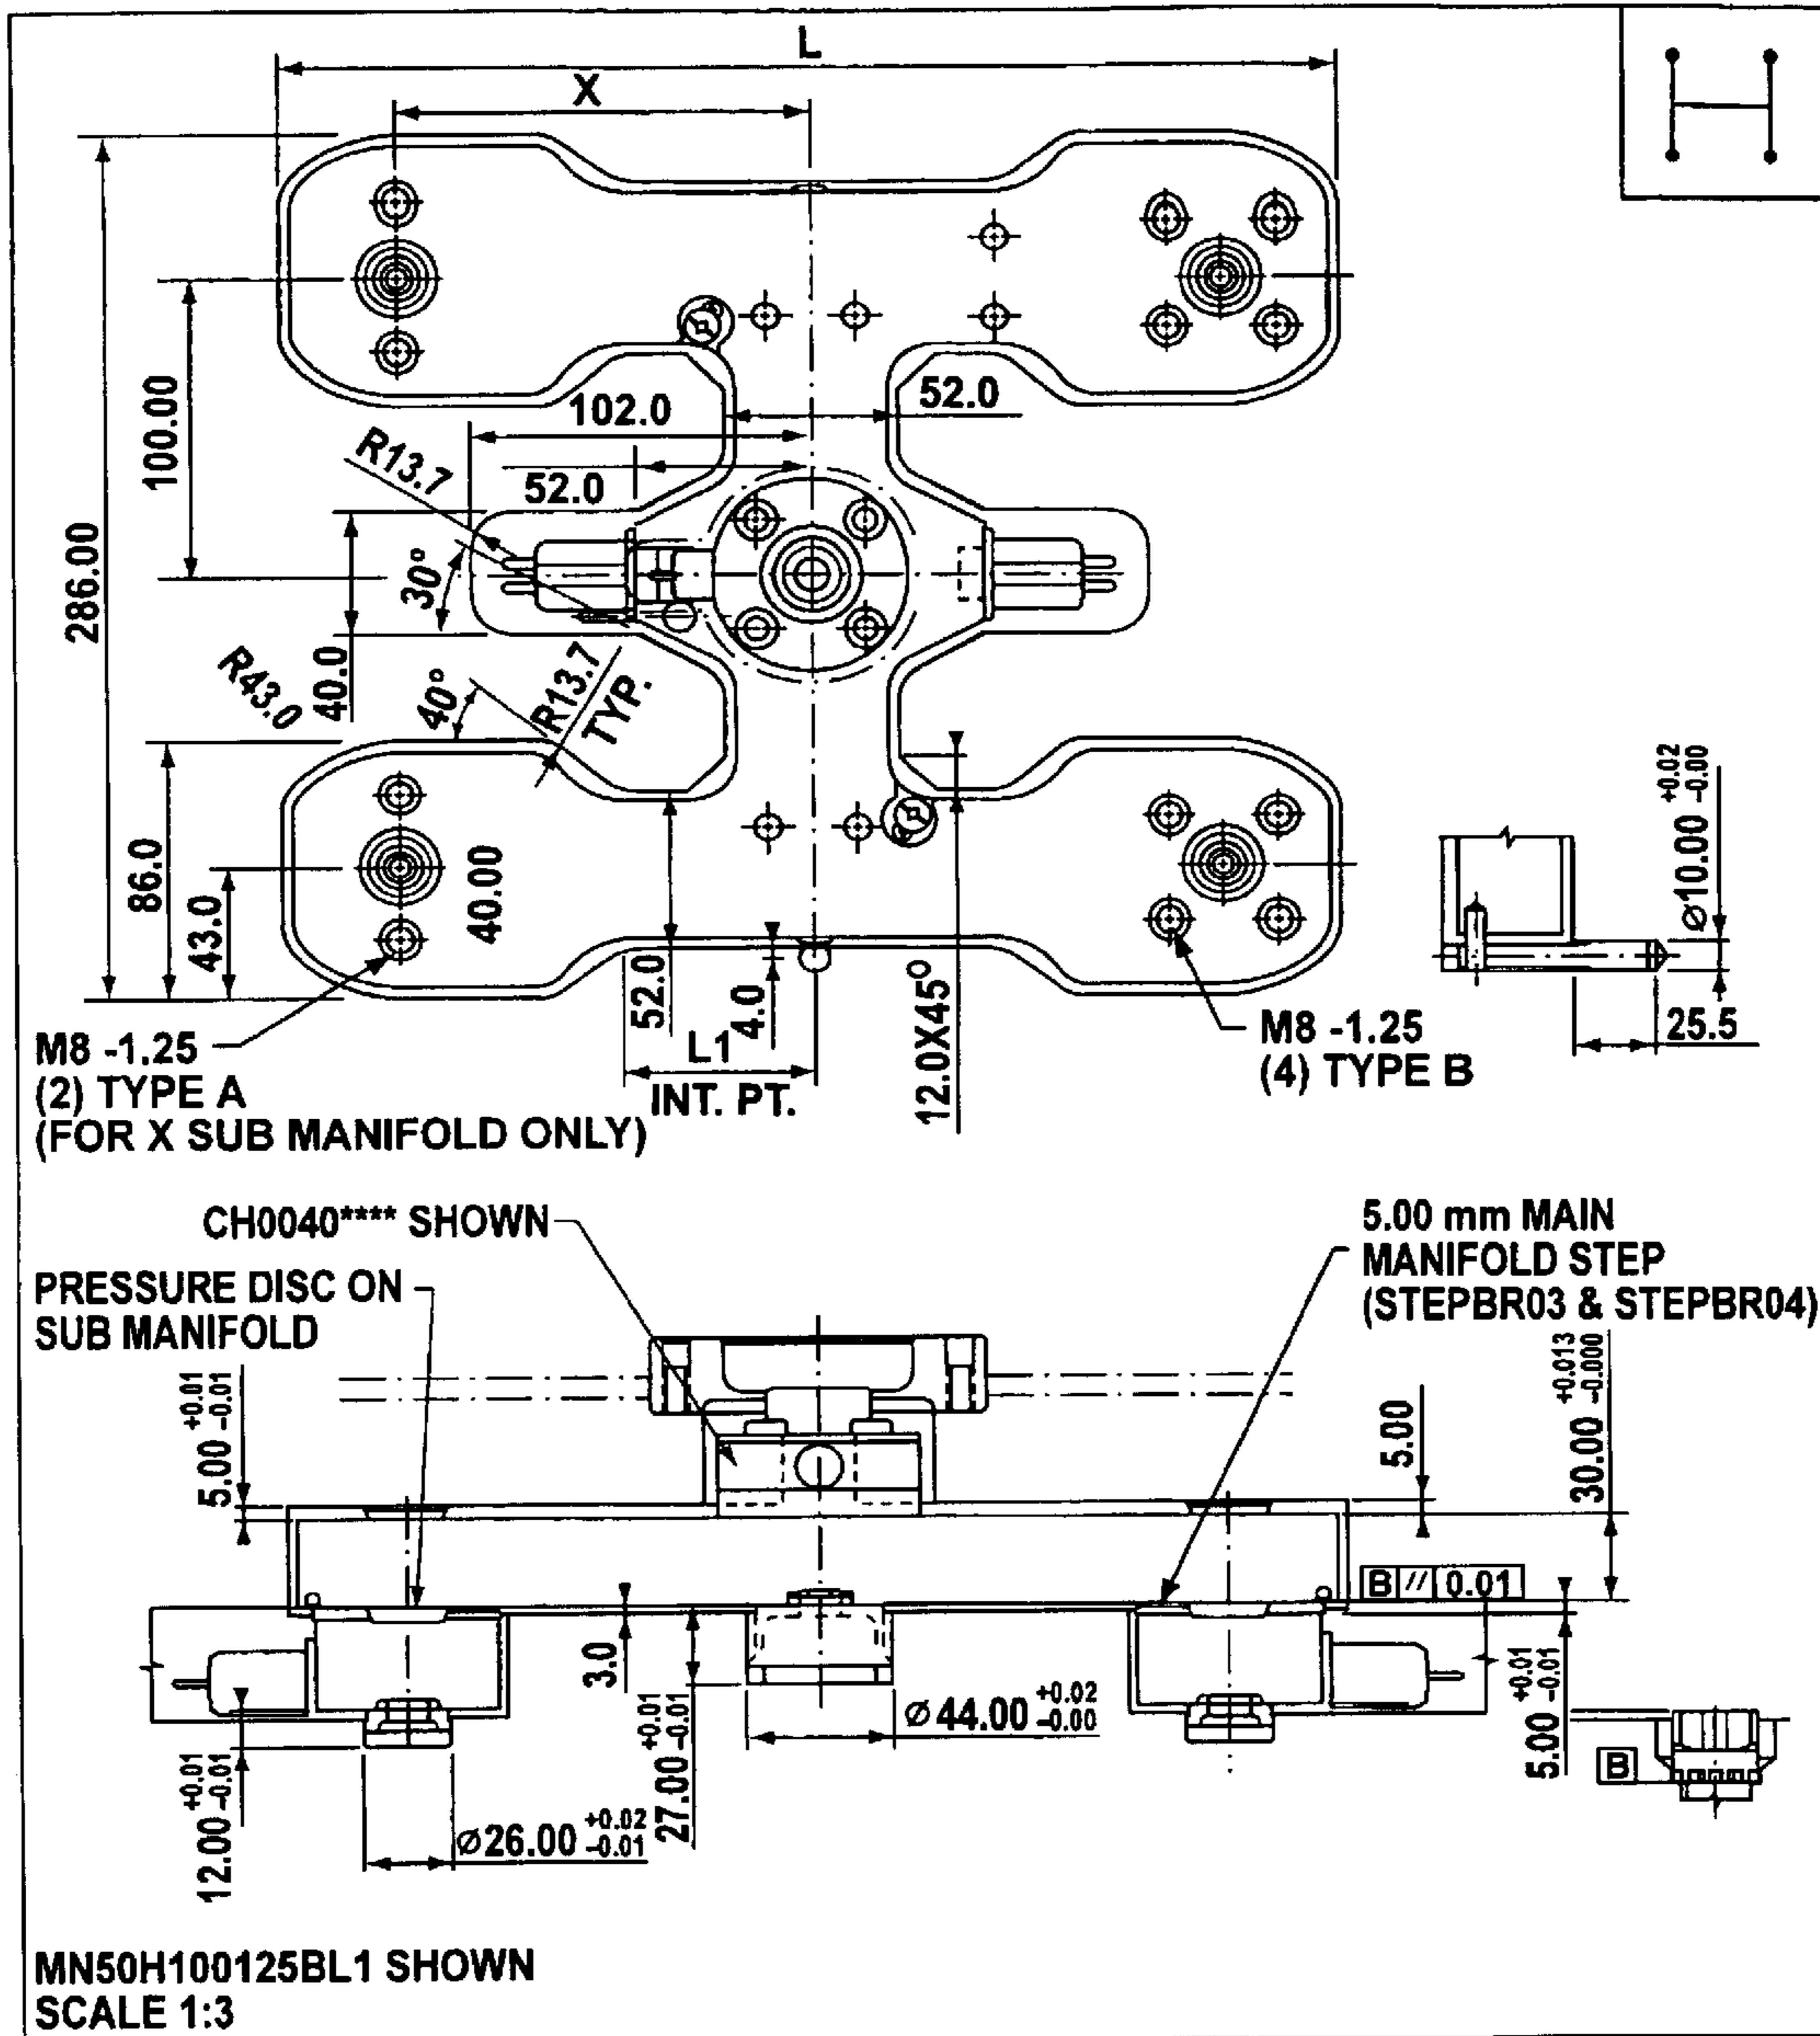 L
X
100.00
286.00
102.0
52.0
R13.7
52.0
30°
40.0
R43.0
40°
R13.7
TYP.
86.0
43.0
40.00
52.0
4.0
L1
INT. PT.
12.0X45°
+0.02
Ø10.00 -0.00
25.5
M8 -1.25
(2) TYPE A
(FOR X SUB MANIFOLD ONLY)
M8 -1.25
(4) TYPE B
CH0040**** SHOWN
PRESSURE DISC ON
SUB MANIFOLD
5.00 mm MAIN
MANIFOLD STEP
(STEPBR03 & STEPBR04)
+0.01
5.00 -0.01
5.00
+0.013
30.00 -0.000
B // 0.01
3.0
+0.01
27.00 -0.01
+0.02
Ø44.00 -0.00
+0.01
5.00 -0.01
B
+0.01
12.00 -0.01
+0.02
Ø26.00 -0.01
MN50H100125BL1 SHOWN
SCALE 1:3